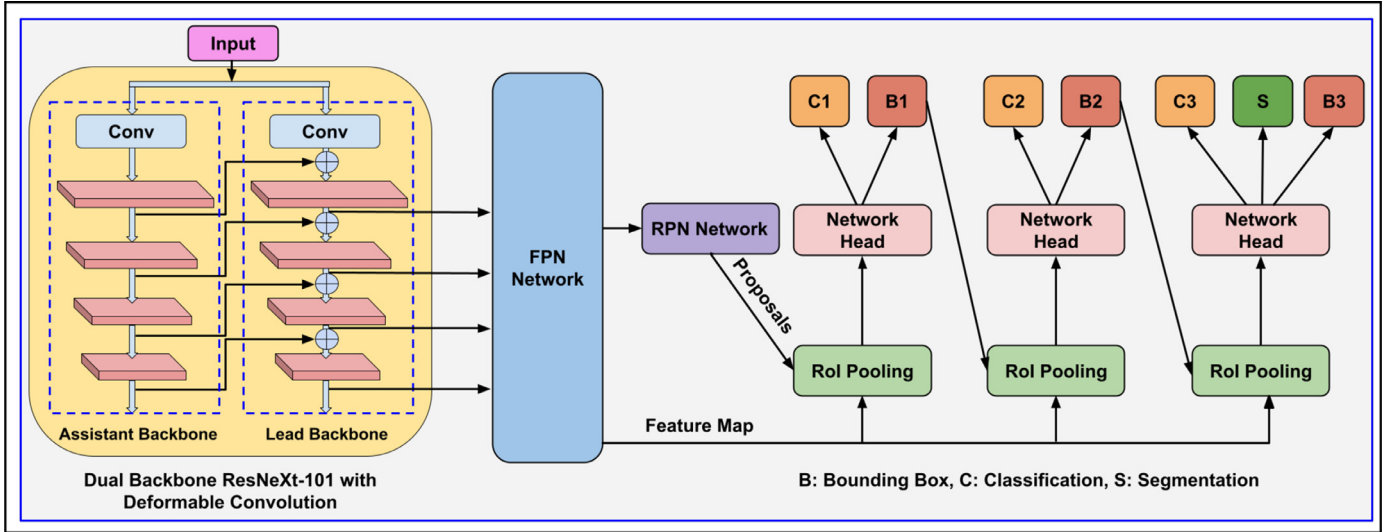 Input
Conv
Conv
Assistant Backbone
Lead Backbone
Dual Backbone ResNeXt-101 with
Deformable Convolution
FPN
Network
RPN Network
Proposals
Feature Map
C1
B1
C2
B2
C3
S
B3
Network
Head
Network
Head
Network
Head
RoI Pooling
RoI Pooling
RoI Pooling
B: Bounding Box, C: Classification, S: Segmentation